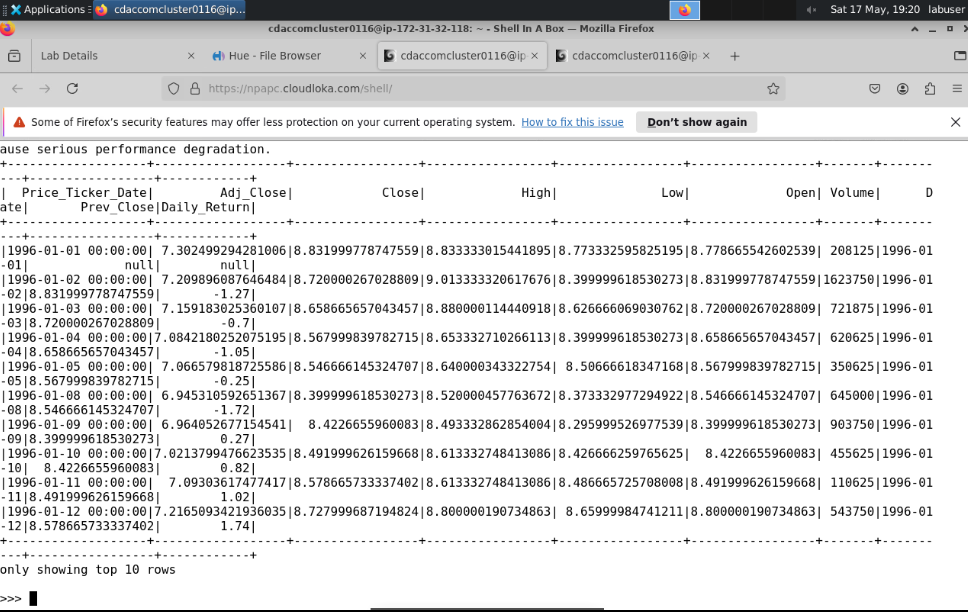 Applications
cdaccomcluster0116@ip...
Sat 17 May, 19:20 labuser
cdaccomcluster0116@ip-172-31-32-118: ~ - Shell In A Box — Mozilla Firefox
Lab Details
Hue - File Browser
cdaccomcluster0116@ip-
cdaccomcluster0116@ip-
https://npapc.cloudloka.com/shell/
Some of Firefox's security features may offer less protection on your current operating system. How to fix this issue Don't show again
ause serious performance degradation.
+-------------------+-----------------+-----------------+-----------------+-----------------+-----------------+-------+-------
---+-----------------+------------+
|  Price_Ticker_Date|        Adj_Close|            Close|             High|              Low|             Open| Volume|      D
ate|       Prev_Close|Daily_Return|
+-------------------+-----------------+-----------------+-----------------+-----------------+-----------------+-------+-------
---+-----------------+------------+
|1996-01-01 00:00:00| 7.302499294281006|8.831999778747559|8.833333015441895|8.773332595825195|8.778665542602539| 208125|1996-01
-01|             null|        null|
|1996-01-02 00:00:00| 7.209896087646484|8.720000267028809|9.013333320617676|8.399999618530273|8.831999778747559|1623750|1996-01
-02|8.831999778747559|       -1.27|
|1996-01-03 00:00:00| 7.159183025360107|8.658665657043457|8.880000114440918|8.626666069030762|8.720000267028809| 721875|1996-01
-03|8.720000267028809|        -0.7|
|1996-01-04 00:00:00|7.0842180252075195|8.567999839782715|8.653332710266113|8.399999618530273|8.658665657043457| 620625|1996-01
-04|8.658665657043457|       -1.05|
|1996-01-05 00:00:00| 7.066579818725586|8.546666145324707|8.640000343322754| 8.50666618347168|8.567999839782715| 350625|1996-01
-05|8.567999839782715|       -0.25|
|1996-01-08 00:00:00| 6.945310592651367|8.399999618530273|8.520000457763672|8.373332977294922|8.546666145324707| 645000|1996-01
-08|8.546666145324707|       -1.72|
|1996-01-09 00:00:00| 6.964052677154541|  8.4226655960083|8.493332862854004|8.295999526977539|8.399999618530273| 903750|1996-01
-09|8.399999618530273|        0.27|
|1996-01-10 00:00:00|7.0213799476623535|8.491999626159668|8.613332748413086|8.426666259765625|  8.4226655960083| 455625|1996-01
-10|  8.4226655960083|        0.82|
|1996-01-11 00:00:00|  7.09303617477417|8.578665733337402|8.613332748413086|8.486665725708008|8.491999626159668| 110625|1996-01
-11|8.491999626159668|        1.02|
|1996-01-12 00:00:00|7.2165093421936035|8.727999687194824|8.800000190734863| 8.65999984741211|8.800000190734863| 543750|1996-01
-12|8.578665733337402|        1.74|
+-------------------+-----------------+-----------------+-----------------+-----------------+-----------------+-------+-------
---+-----------------+------------+
only showing top 10 rows
>>>